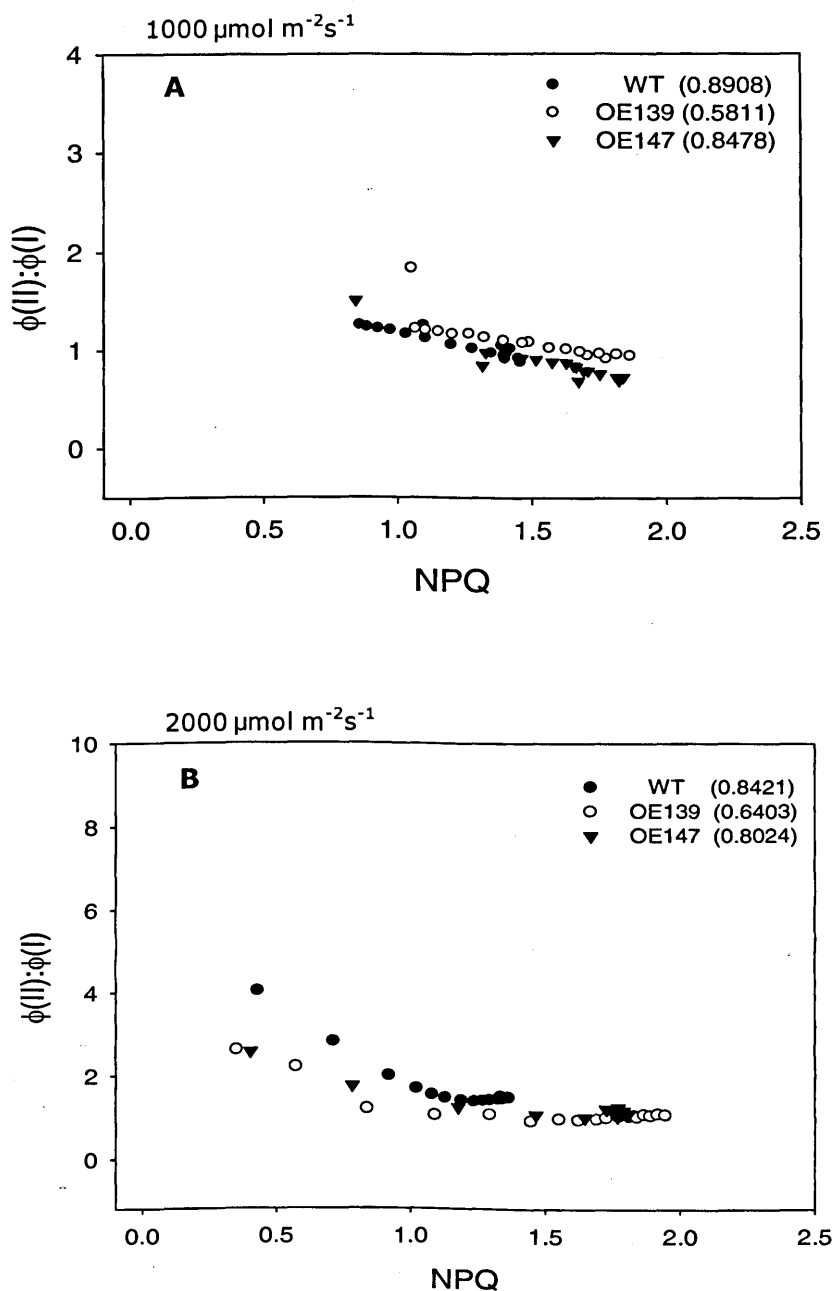 1000 µmol m⁻²s⁻¹
4
A
WT (0.8908)
OE139 (0.5811)
OE147 (0.8478)
3
2
1
0
ϕ(II):ϕ(I)
0.0 0.5 1.0 1.5 2.0 2.5
NPQ
2000 µmol m⁻²s⁻¹
10
B
WT (0.8421)
OE139 (0.6403)
OE147 (0.8024)
8
6
4
2
0
ϕ(II):ϕ(I)
0.0 0.5 1.0 1.5 2.0 2.5
NPQ